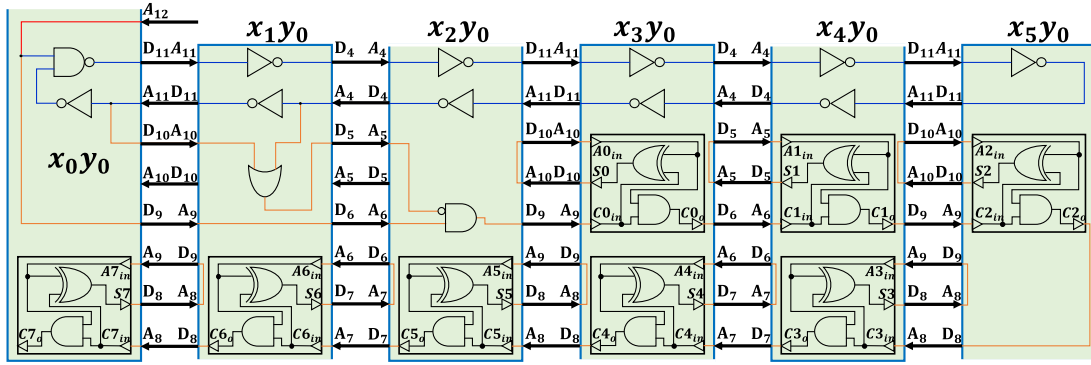 A12
x1y0 x2y0 x3y0 x4y0 x5y0
D11 A11 D4 A4 D11 A11 D4 A4 D11 A11
A11 D11 A4 D4 A11 D11 A4 D4 A11 D11
D10 A10 D5 A5 D10 A10 D5 A5 D10 A10
x0y0
A0in A1in A2in
S0 S1 S2
A10 D10 A5 D5 A10 D10 A5 D5 A10 D10
D9 A9 D6 A6 D9 A9 D6 A6 D9 A9
C0in C0o C1in C1o C2in C2o
A9 D9 A6 D6 A9 D9 A6 D6 A9 D9
A7in A6in A5in A4in A3in
S7 S6 S5 S4 S3
D8 A8 D7 A7 D8 A8 D7 A7 D8 A8
C7o C7in C6o C6in C5o C5in C4o C4in C3o C3in
A8 D8 A7 D7 A8 D8 A7 D7 A8 D8